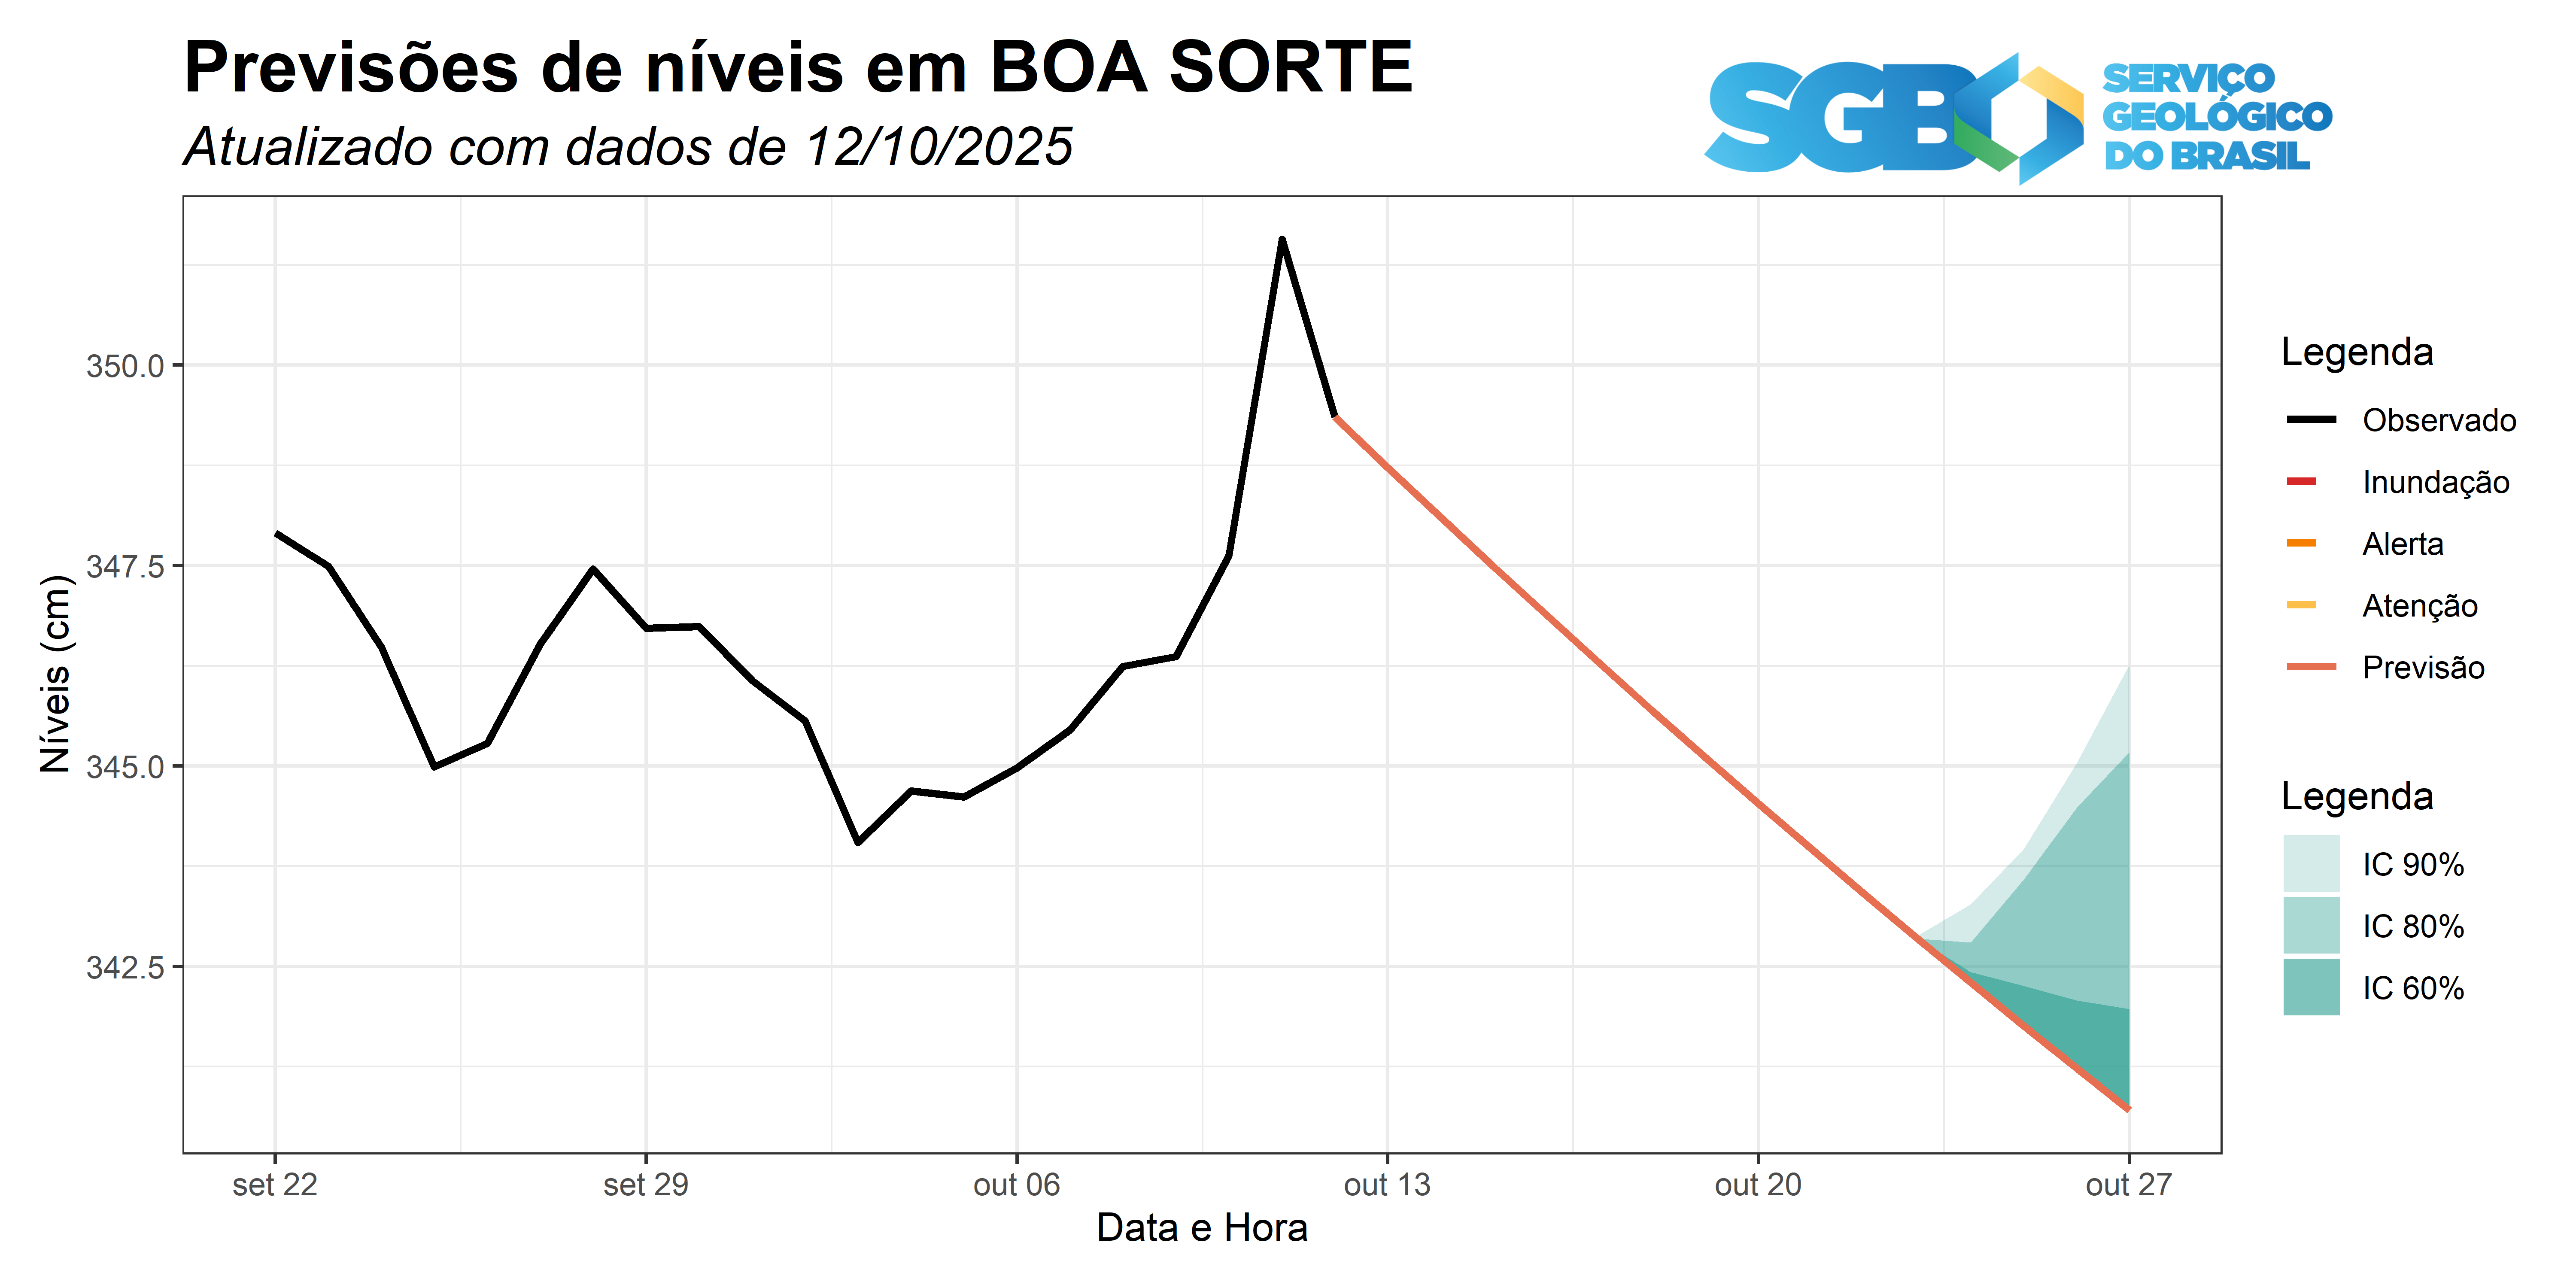 Previsões de níveis em BOA SORTE
Atualizado com dados de 12/10/2025
SGB
SERVIÇO
GEOLÓGICO
DO BRASIL
Níveis (cm)
350.0
347.5
345.0
342.5
set 22
set 29
out 06
out 13
out 20
out 27
Data e Hora
Legenda
Observado
Inundação
Alerta
Atenção
Previsão
Legenda
IC 90%
IC 80%
IC 60%